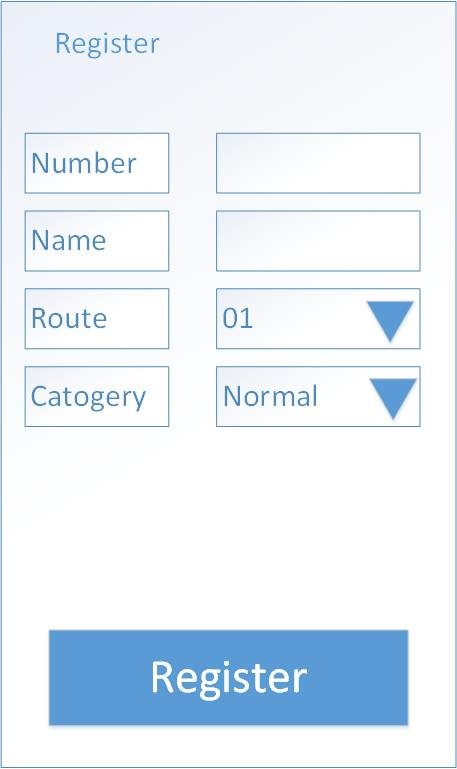 Register
Number
Name
Route 01
Catogery Normal
Register